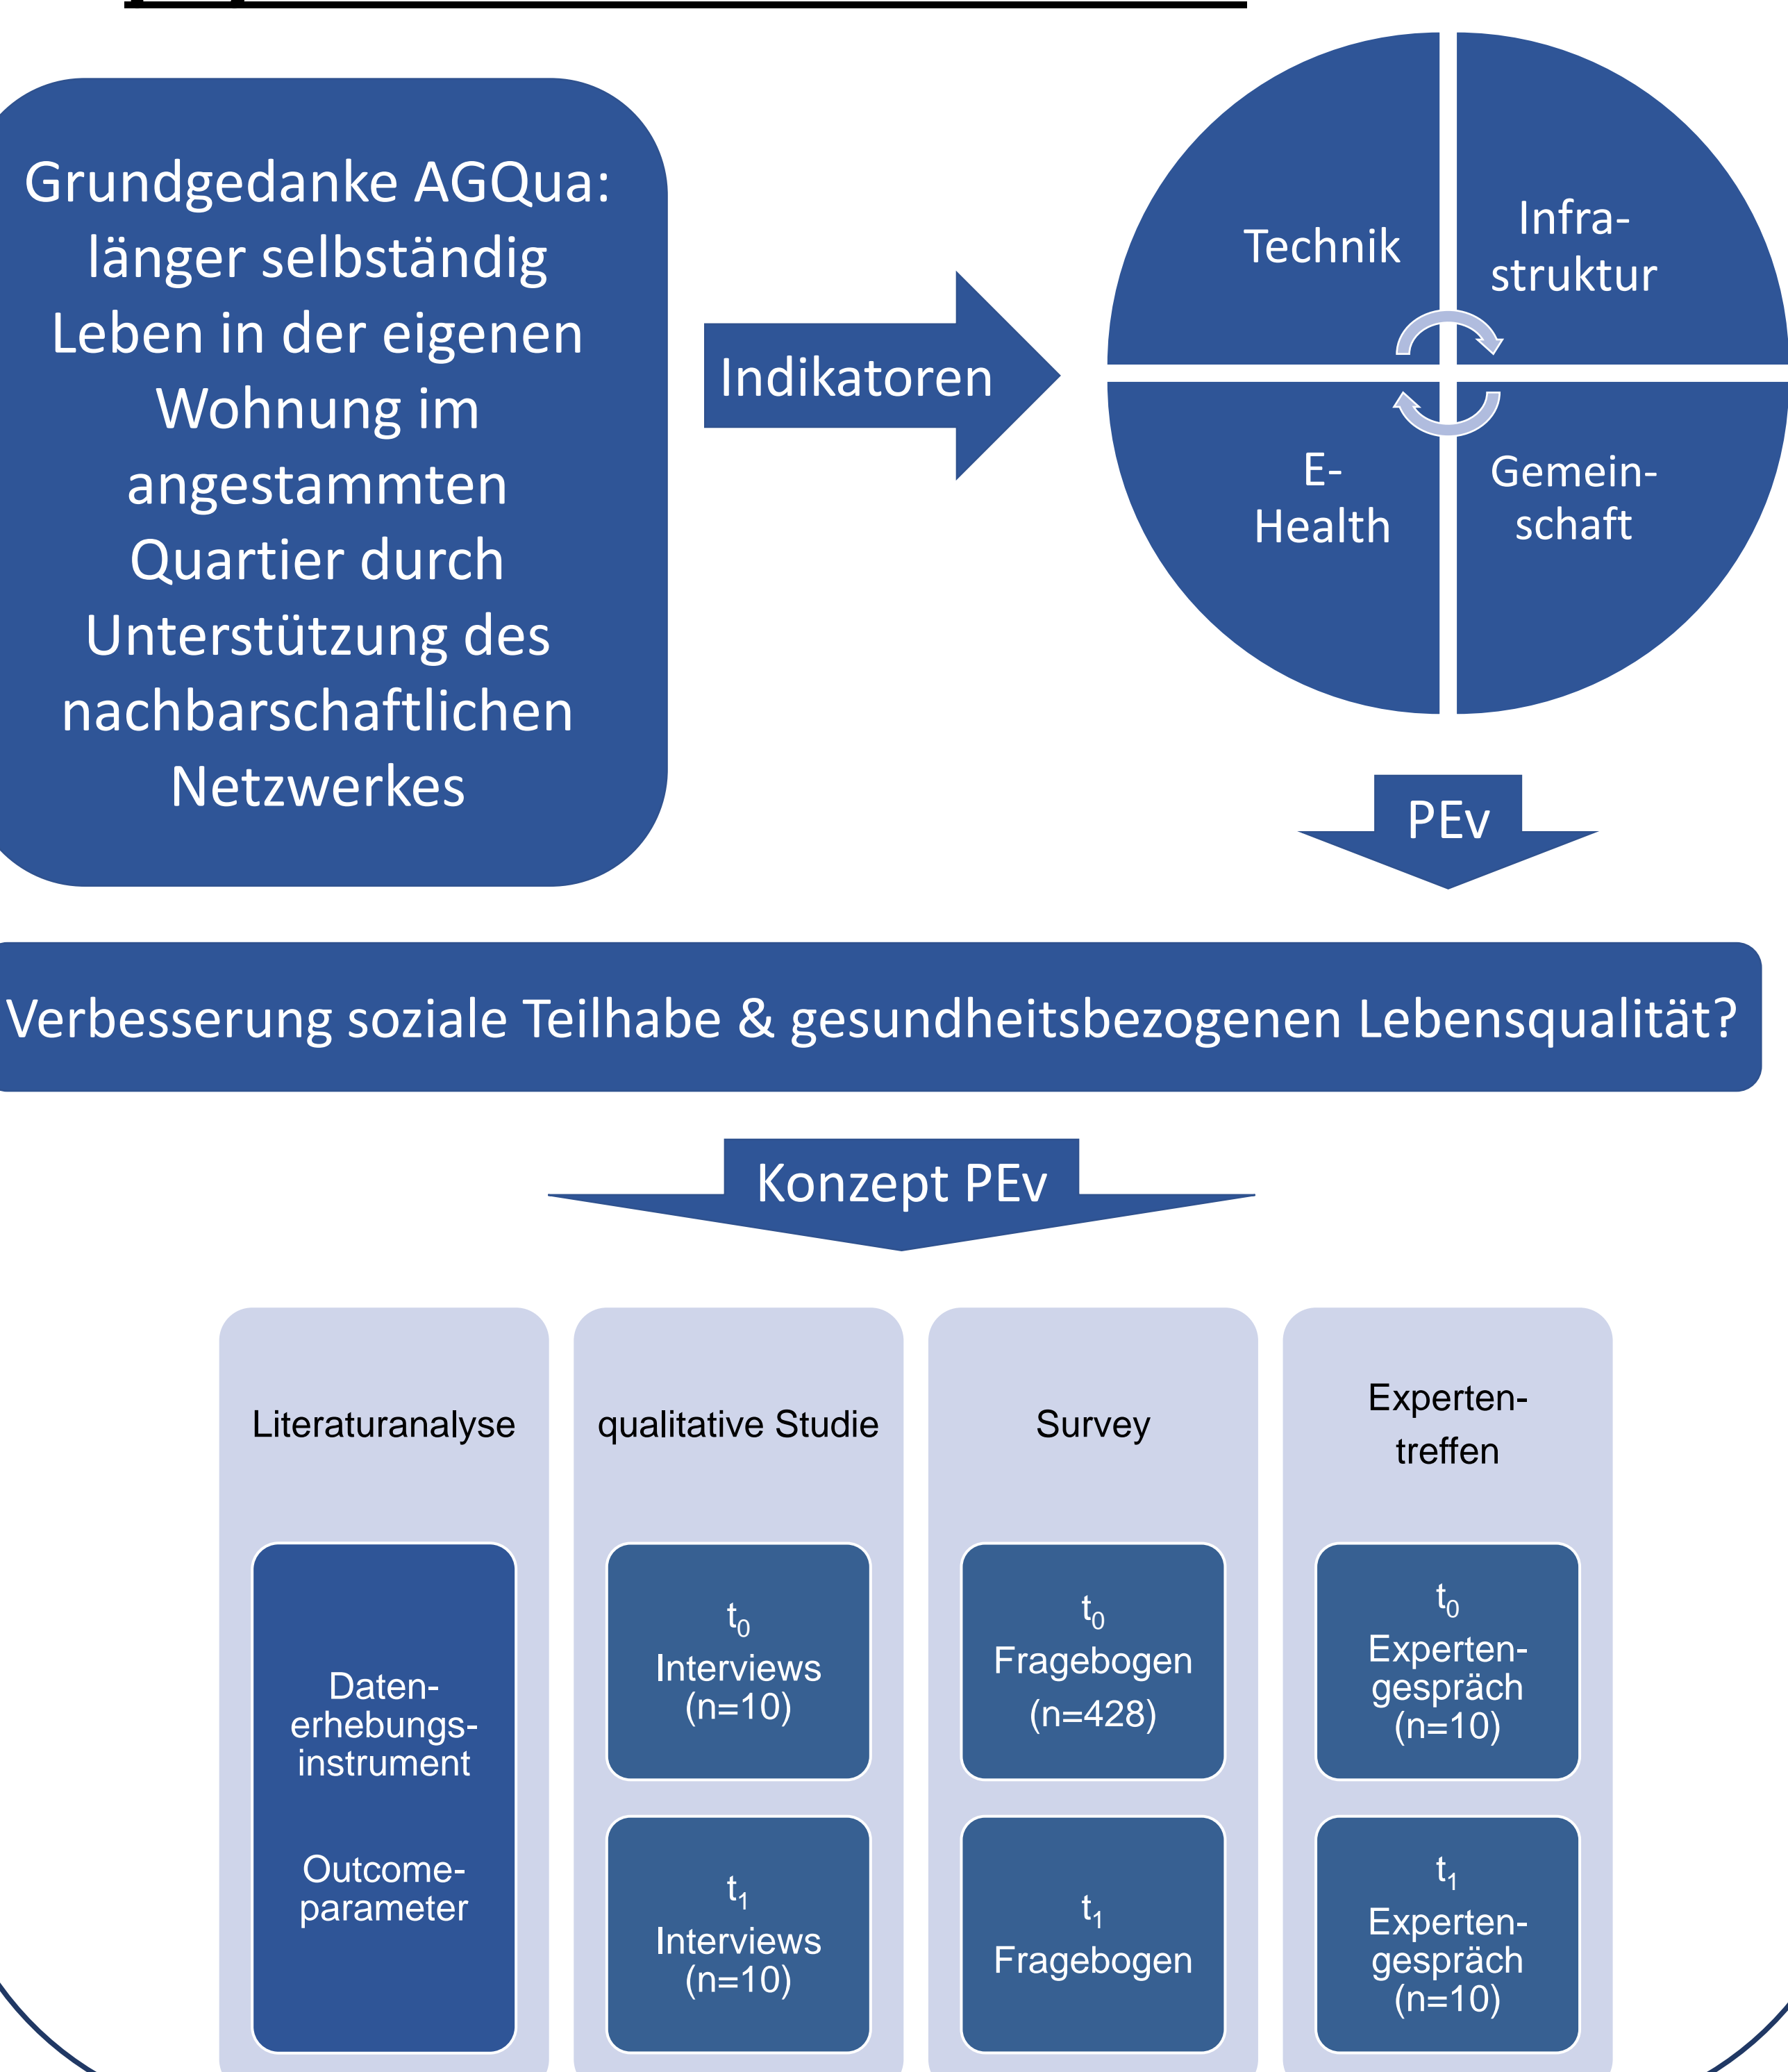 Grundgedanke AGQua:
länger selbständig
Leben in der eigenen
Wohnung im
angestammten
Quartier durch
Unterstützung des
nachbarschaftlichen
Netzwerkes
Indikatoren
Technik
Infra-
struktur
E-
Health
Gemein-
schaft
PEv
Verbesserung soziale Teilhabe & gesundheitsbezogenen Lebensqualität?
Konzept PEv
Literaturanalyse
Daten-
erhebungs-
instrument
Outcome-
parameter
qualitative Studie
t₀
Interviews
(n=10)
t₁
Interviews
(n=10)
Survey
t₀
Fragebogen
(n=428)
t₁
Fragebogen
Experten-
treffen
t₀
Experten-
gespräch
(n=10)
t₁
Experten-
gespräch
(n=10)